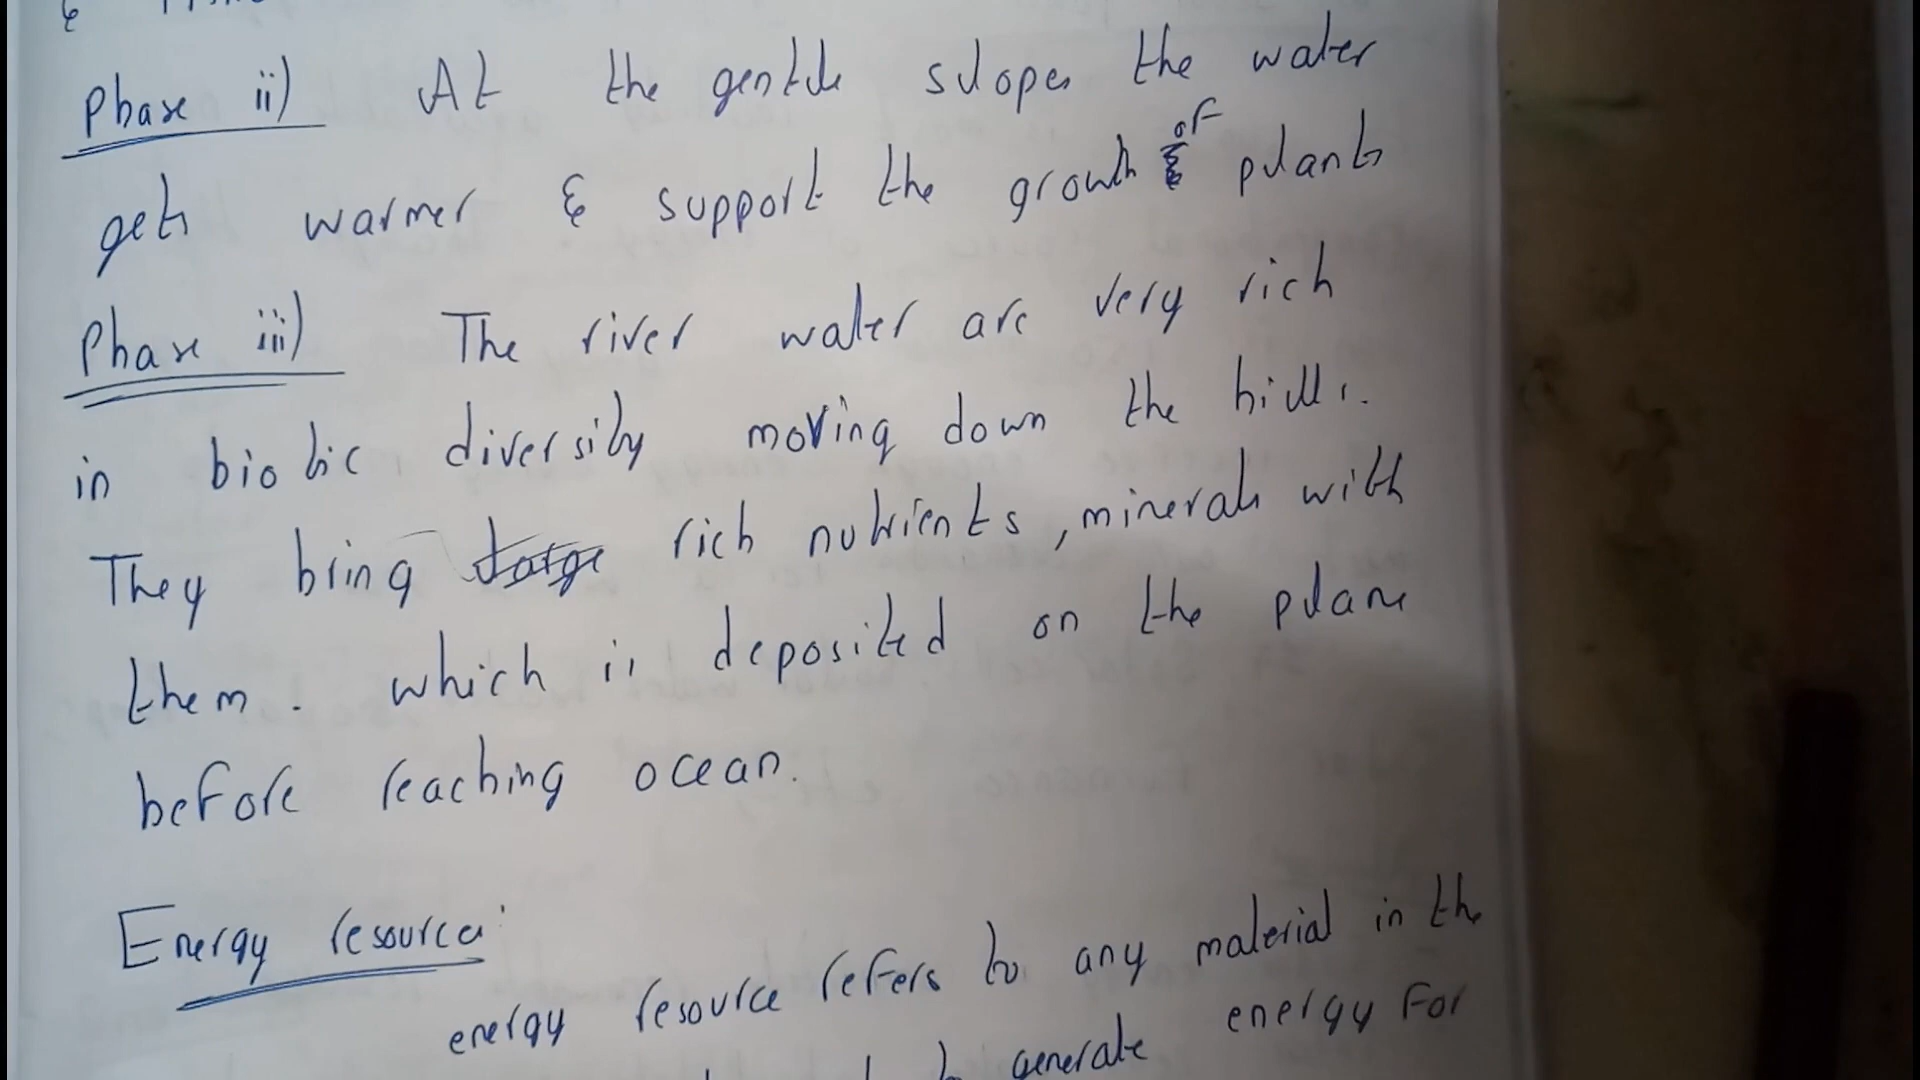 &
Phase ii) At the gentle slopes the water
gets warmer & support the growth of plants
Phase iii) The river water are very rich
in biotic diversity moving down the hills.
They bring large rich nutrients, minerals with
them. which is deposited on the plane
before reaching ocean.
Energy resources:
energy resource refers to any material in the
generate energy for